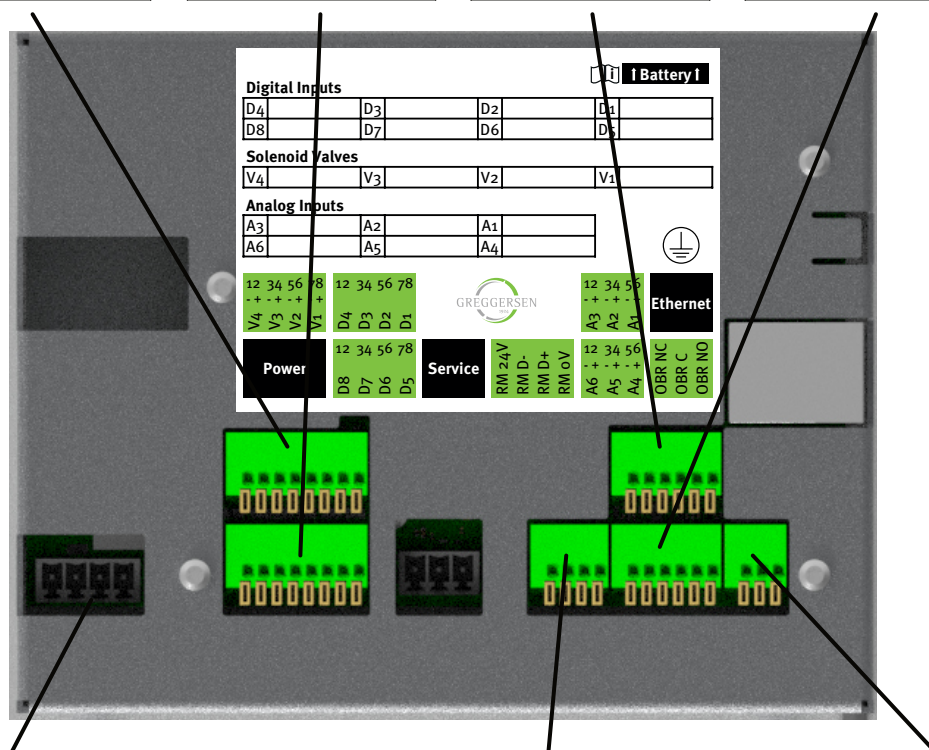 ↑ Battery ↑
Digital Inputs
D4 D3 D2 D1
D8 D7 D6 D5
Solenoid Valves
V4 V3 V2 V1
Analog Inputs
A3 A2 A1
A6 A5 A4
12 34 56 78
- + - + - + - +
V4 V3 V2 V1
12 34 56 78
D4 D3 D2 D1
GREGGERSEN
12 34 56
- + - + - +
A3 A2 A1
Ethernet
Power
12 34 56 78
D8 D7 D6 D5
Service
RM 24V
RM D-
RM D+
RM 0V
12 34 56
- + - + - +
A6 A5 A4
OBR NC
OBR C
OBR NO